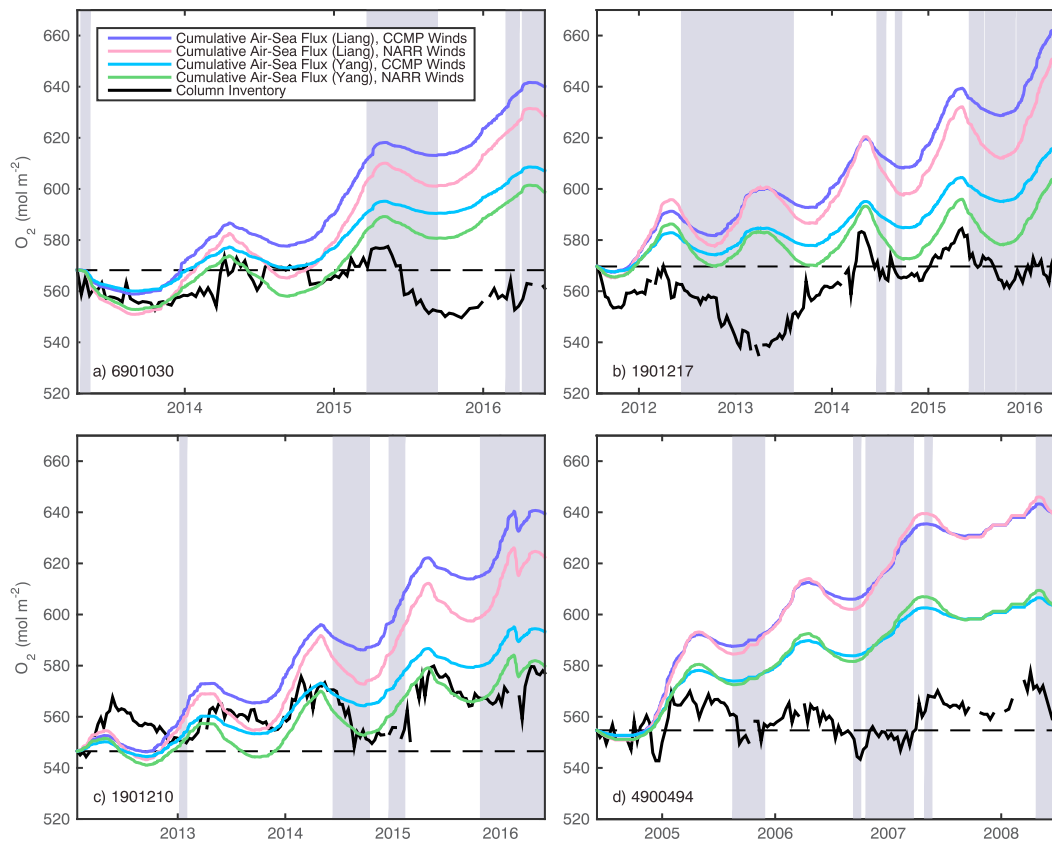 660
640
620
600
580
560
540
520
O2 (mol m-2)
Cumulative Air-Sea Flux (Liang), CCMP Winds
Cumulative Air-Sea Flux (Liang), NARR Winds
Cumulative Air-Sea Flux (Yang), CCMP Winds
Cumulative Air-Sea Flux (Yang), NARR Winds
Column Inventory
a) 6901030
2014 2015 2016
660
640
620
600
580
560
540
520
b) 1901217
2012 2013 2014 2015 2016
660
640
620
600
580
560
540
520
O2 (mol m-2)
c) 1901210
2013 2014 2015 2016
660
640
620
600
580
560
540
520
d) 4900494
2005 2006 2007 2008